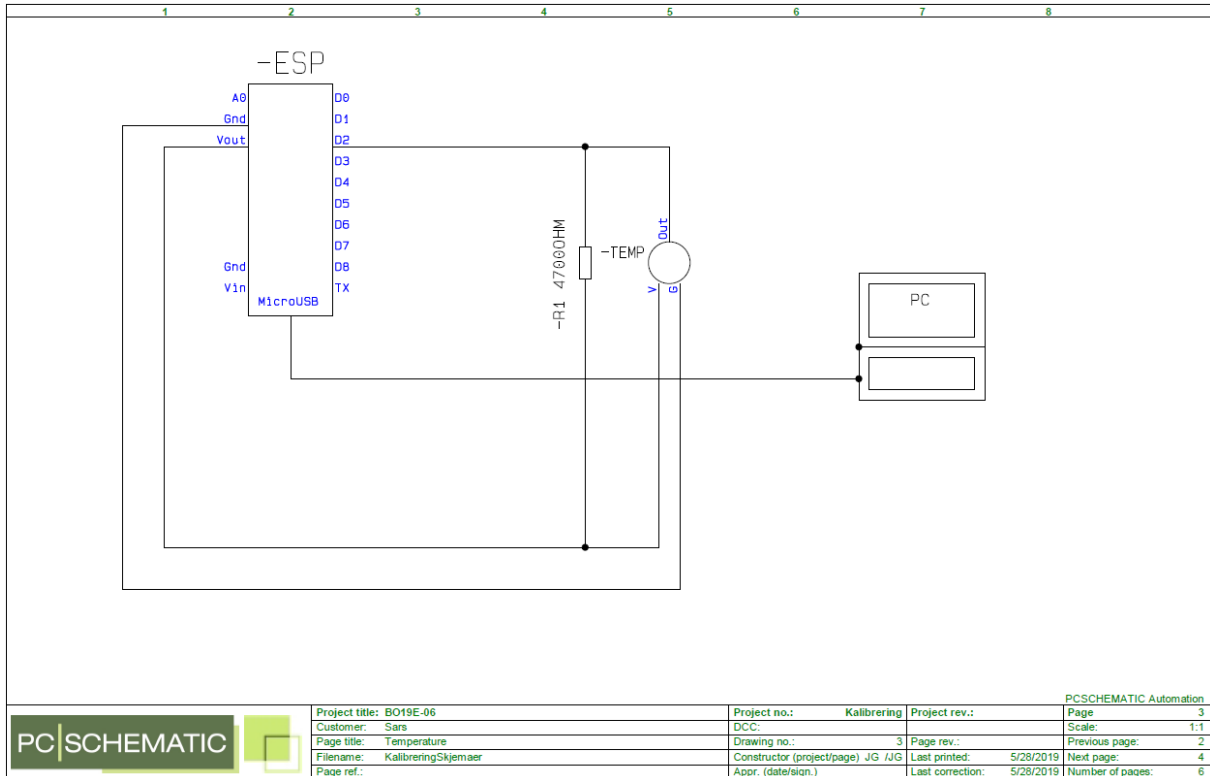 1 2 3 4 5 6 7 8
-ESP
A0 D0
Gnd D1
Vout D2
D3
D4
D5
D6
D7
Gnd D8
Vin TX
MicroUSB
-R1 4700OHM
-TEMP
Out
V
G
PC
PCSCHEMATIC Automation
PC|SCHEMATIC
Project title: BO19E-06 Project no.: Kalibrering Project rev.: Page 3
Customer: Sars DCC: Scale: 1:1
Page title: Temperature Drawing no.: 3 Page rev.: Previous page: 2
Filename: KalibreringSkjemaer Constructor (project/page) JG /JG Last printed: 5/28/2019 Next page: 4
Page ref.: Appr. (date/sign.) Last correction: 5/28/2019 Number of pages: 6